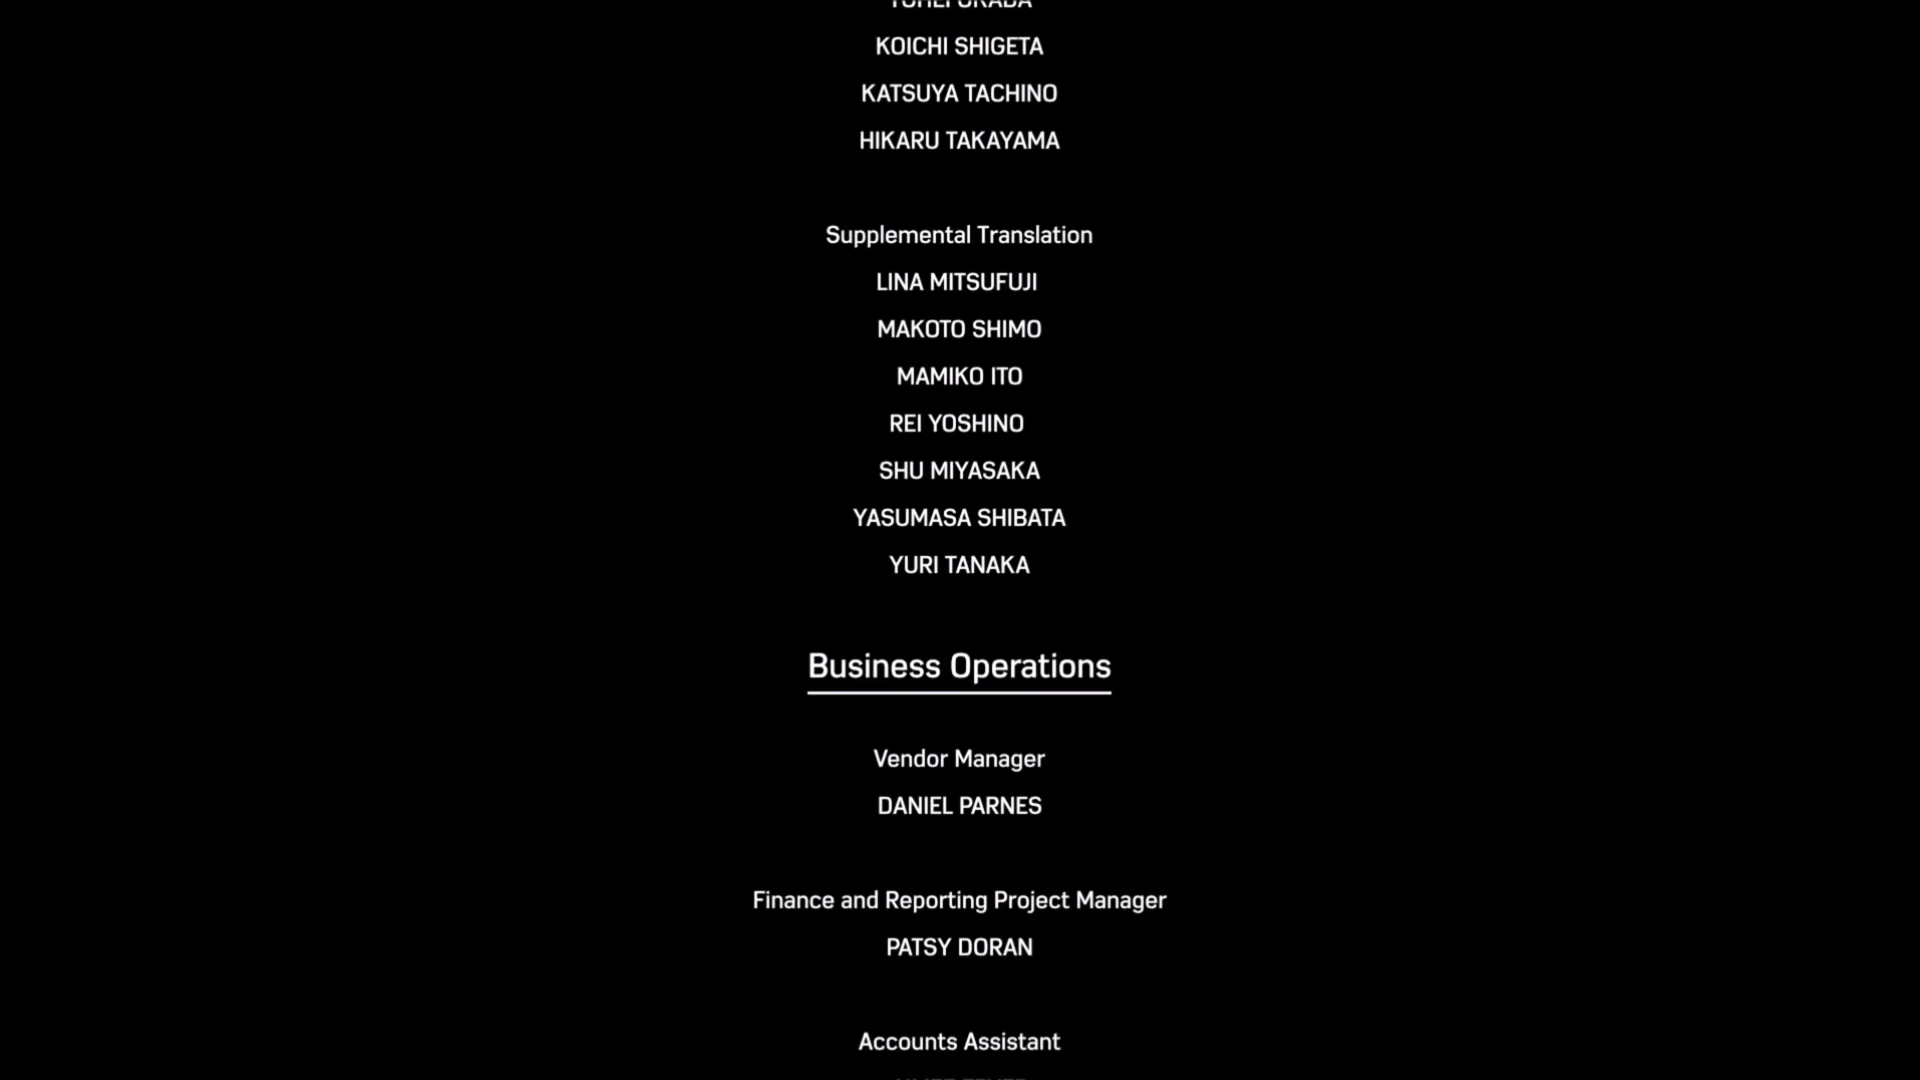 KOICHI SHIGETA
KATSUYA TACHINO
HIKARU TAKAYAMA
Supplemental Translation
LINA MITSUFUJI
MAKOTO SHIMO
MAMIKO ITO
REI YOSHINO
SHU MIYASAKA
YASUMASA SHIBATA
YURI TANAKA
Business Operations
Vendor Manager
DANIEL PARNES
Finance and Reporting Project Manager
PATSY DORAN
Accounts Assistant